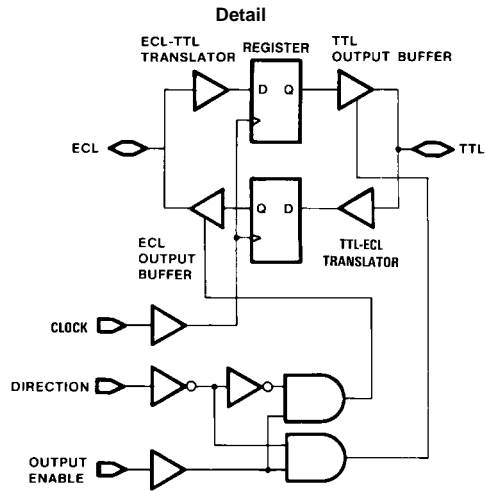 Detail
ECL-TTL
TRANSLATOR
REGISTER
TTL
OUTPUT BUFFER
D Q
ECL
TTL
Q D
ECL
OUTPUT
BUFFER
TTL-ECL
TRANSLATOR
CLOCK
DIRECTION
OUTPUT
ENABLE